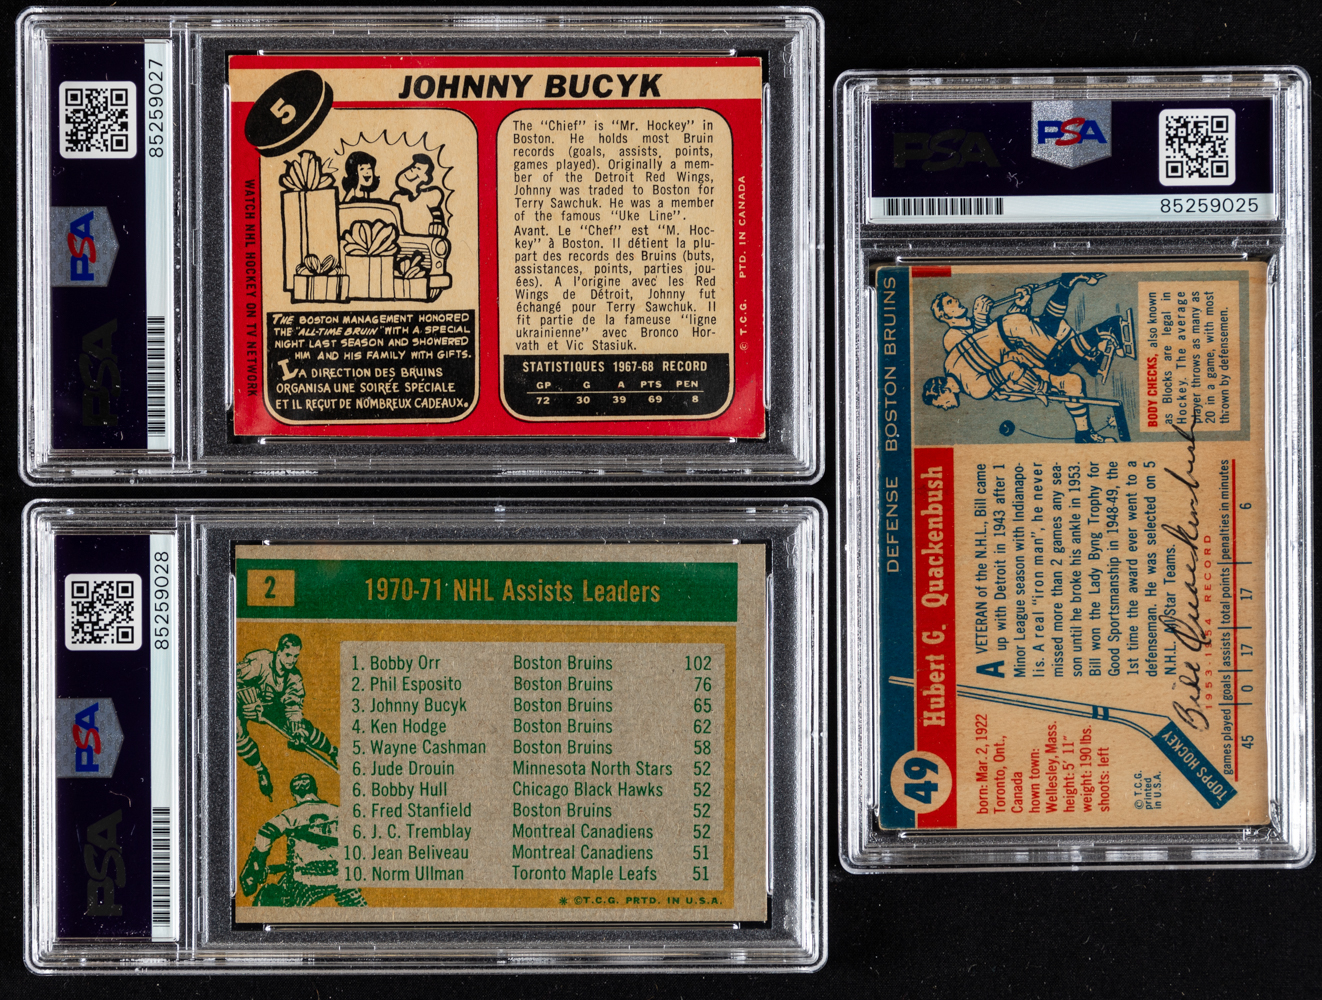 85259027
PSA
PSA
JOHNNY BUCYK
5
WATCH NHL HOCKEY ON TV NETWORK
THE BOSTON MANAGEMENT HONORED
THE "ALL-TIME BRUIN" WITH A SPECIAL
NIGHT LAST SEASON AND SHOWERED
HIM AND HIS FAMILY WITH GIFTS.
LA DIRECTION DES BRUINS
ORGANISA UNE SOIRÉE SPÉCIALE
ET IL REÇUT DE NOMBREUX CADEAUX.
The "Chief" is "Mr. Hockey" in
Boston. He holds most Bruin
records (goals, assists, points,
games played). Originally a mem-
ber of the Detroit Red Wings,
Johnny was traded to Boston for
Terry Sawchuk. He was a member
of the famous "Uke Line".
Avant. Le "Chef" est "M. Hoc-
key" à Boston. Il détient la plu-
part des records des Bruins (buts,
assistances, points, parties jou-
ées). A l'origine avec les Red
Wings de Détroit, Johnny fut
échangé pour Terry Sawchuk. Il
fit partie de la fameuse "ligne
ukrainienne" avec Bronco Hor-
vath et Vic Stasiuk.
STATISTIQUES 1967-68 RECORD
GP G A PTS PEN
72 30 39 69 8
© T.C.G. PTD. IN CANADA
85259028
PSA
PSA
2
1970-71 NHL Assists Leaders
1. Bobby Orr Boston Bruins 102
2. Phil Esposito Boston Bruins 76
3. Johnny Bucyk Boston Bruins 65
4. Ken Hodge Boston Bruins 62
5. Wayne Cashman Boston Bruins 58
6. Jude Drouin Minnesota North Stars 52
6. Bobby Hull Chicago Black Hawks 52
6. Fred Stanfield Boston Bruins 52
6. J. C. Tremblay Montreal Canadiens 52
10. Jean Beliveau Montreal Canadiens 51
10. Norm Ullman Toronto Maple Leafs 51
* ©T.C.G. PRTD. IN U.S.A.
PSA
PSA
85259025
49
DEFENSE BOSTON BRUINS
Hubert G. Quackenbush
born: Mar. 2, 1922
Toronto, Ont.,
Canada
hown town:
Wellesley, Mass.
height: 5' 11"
weight: 190 lbs.
shoots: left
© T.C.G.
printed
in U.S.A.
TOPPS HOCKEY
A VETERAN of the N.H.L., Bill came
up with Detroit in 1943 after 1
Minor League season with Indianapo-
lis. A real "iron man", he never
missed more than 2 games any sea-
son until he broke his ankle in 1953.
Bill won the Lady Byng Trophy for
Good Sportsmanship in 1948-49, the
1st time the award ever went to a
defenseman. He was selected on 5
N.H.L. All Star Teams.
Bill Quackenbush
1953-1954 RECORD
games played goals assists total points penalties in minutes
45 0 17 17 6
BODY CHECKS, also known
as Blocks are legal in
Hockey. The average
player throws as many as
20 in a game, with most
thrown by defensemen.